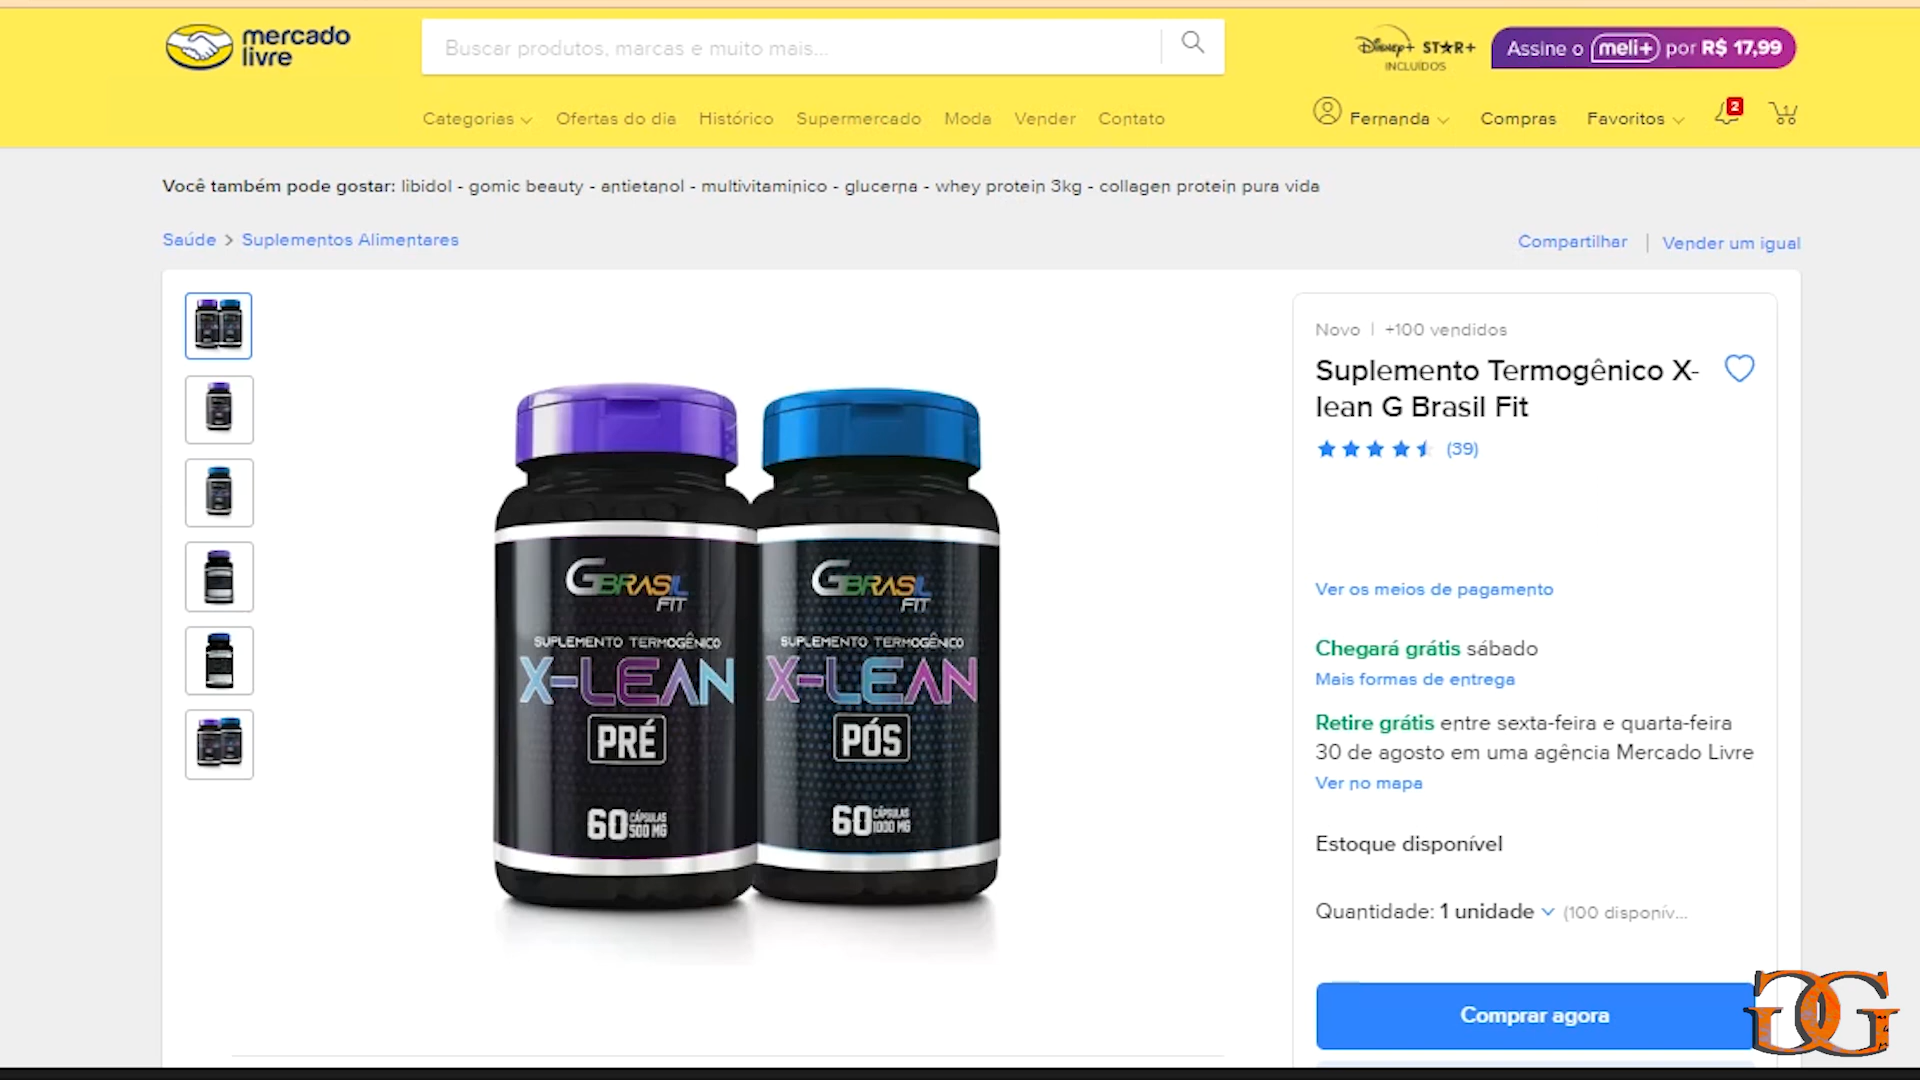 mercado
livre
Buscar produtos, marcas e muito mais...
Disney+ STAR+
INCLUÍDOS
Assine o meli+ por R$ 17,99
Categorias
Ofertas do dia
Histórico
Supermercado
Moda
Vender
Contato
Fernanda
Compras
Favoritos
2
Você também pode gostar: libidol - gomic beauty - antietanol - multivitaminico - glucerna - whey protein 3kg - collagen protein pura vida
Saúde > Suplementos Alimentares
Compartilhar | Vender um igual
GBRASIL
FIT
SUPLEMENTO TERMOGÊNICO
X-LEAN
PRÉ
60 CÁPSULAS
500 MG
GBRASIL
FIT
SUPLEMENTO TERMOGÊNICO
X-LEAN
PÓS
60 CÁPSULAS
1000 MG
Novo | +100 vendidos
Suplemento Termogênico X-
lean G Brasil Fit
(39)
Ver os meios de pagamento
Chegará grátis sábado
Mais formas de entrega
Retire grátis entre sexta-feira e quarta-feira
30 de agosto em uma agência Mercado Livre
Ver no mapa
Estoque disponível
Quantidade: 1 unidade (100 disponív...
Comprar agora
GG